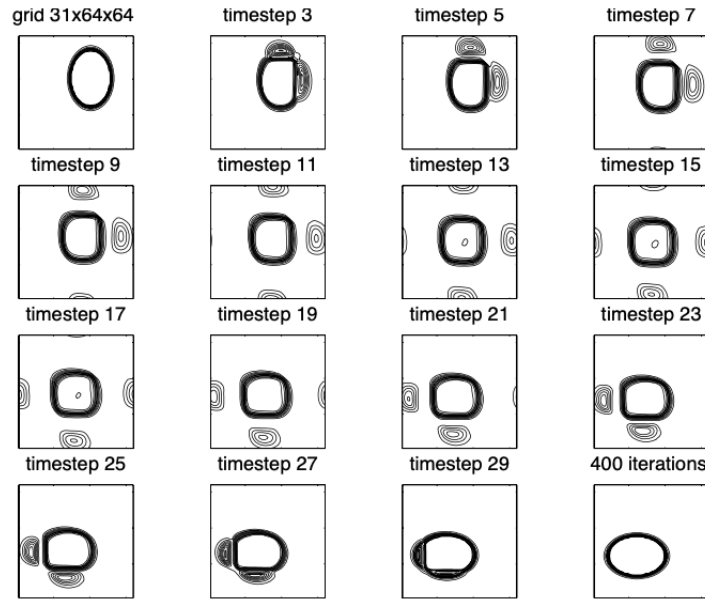 grid 31x64x64 timestep 3 timestep 5 timestep 7
timestep 9 timestep 11 timestep 13 timestep 15
timestep 17 timestep 19 timestep 21 timestep 23
timestep 25 timestep 27 timestep 29 400 iterations